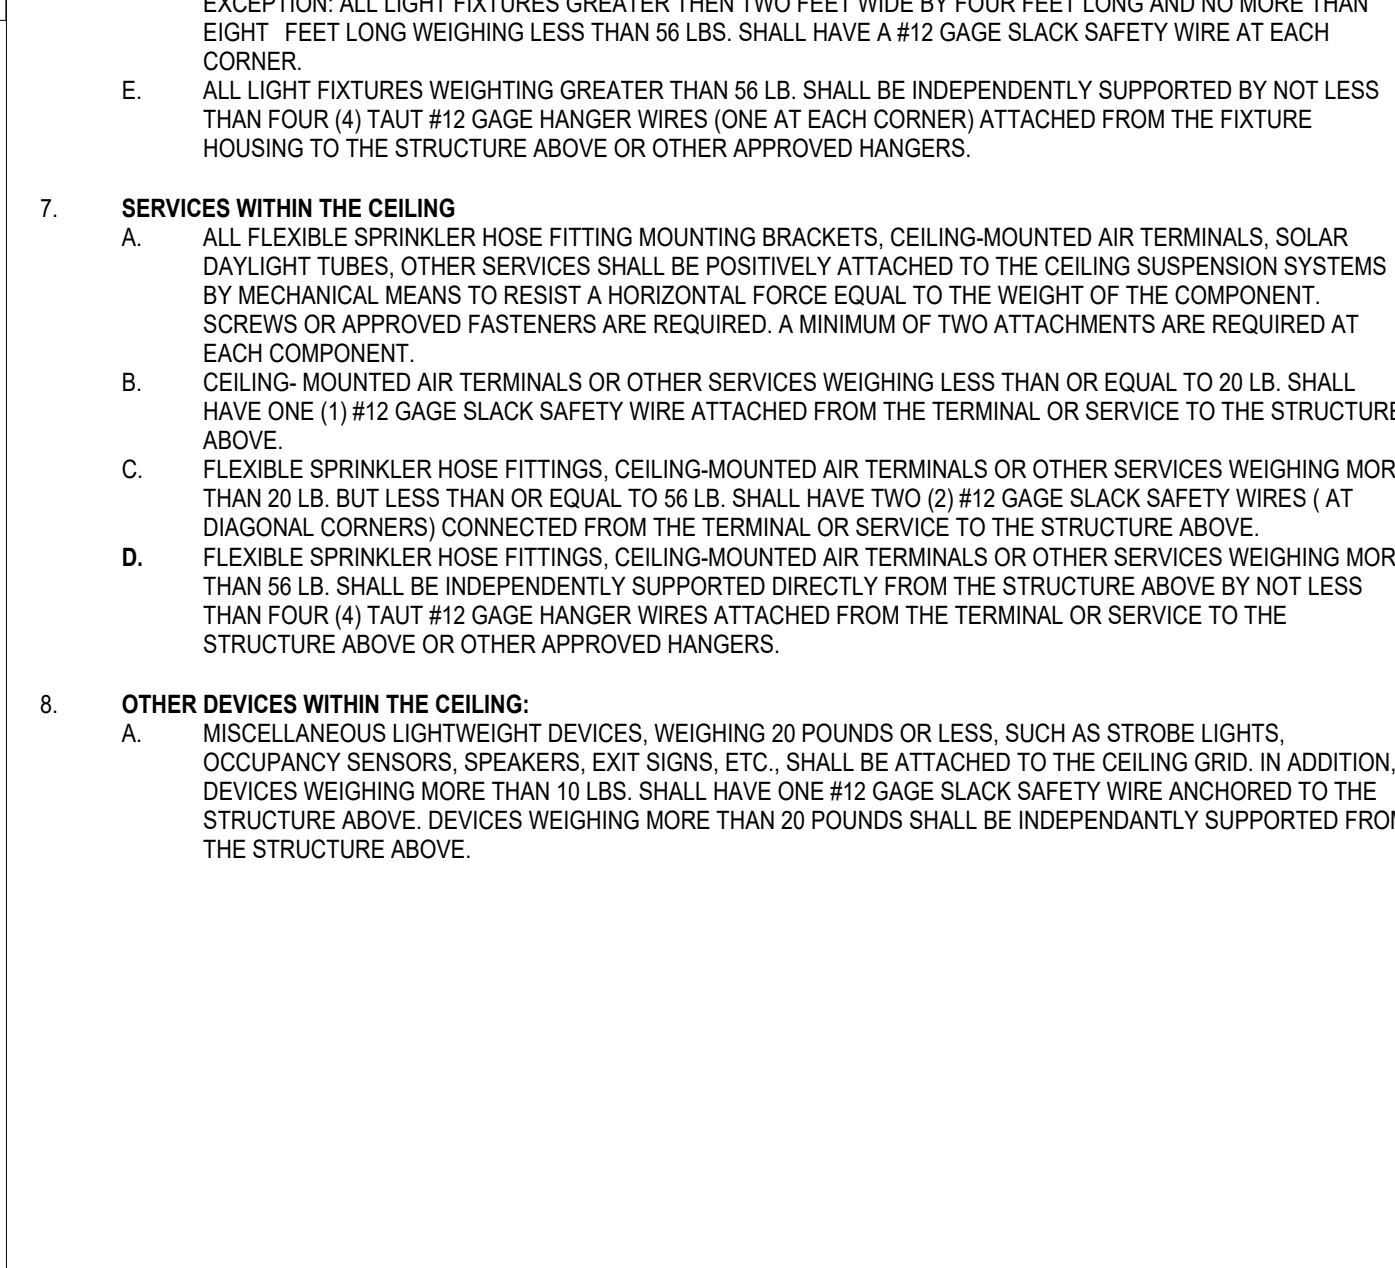 EXCEPTION: ALL LIGHT FIXTURES GREATER THEN TWO FEET WIDE BY FOUR FEET LONG AND NO MORE THAN
EIGHT FEET LONG WEIGHING LESS THAN 56 LBS. SHALL HAVE A #12 GAGE SLACK SAFETY WIRE AT EACH
CORNER.
E. ALL LIGHT FIXTURES WEIGHTING GREATER THAN 56 LB. SHALL BE INDEPENDENTLY SUPPORTED BY NOT LESS
THAN FOUR (4) TAUT #12 GAGE HANGER WIRES (ONE AT EACH CORNER) ATTACHED FROM THE FIXTURE
HOUSING TO THE STRUCTURE ABOVE OR OTHER APPROVED HANGERS.
7. SERVICES WITHIN THE CEILING
A. ALL FLEXIBLE SPRINKLER HOSE FITTING MOUNTING BRACKETS, CEILING-MOUNTED AIR TERMINALS, SOLAR
DAYLIGHT TUBES, OTHER SERVICES SHALL BE POSITIVELY ATTACHED TO THE CEILING SUSPENSION SYSTEMS
BY MECHANICAL MEANS TO RESIST A HORIZONTAL FORCE EQUAL TO THE WEIGHT OF THE COMPONENT.
SCREWS OR APPROVED FASTENERS ARE REQUIRED. A MINIMUM OF TWO ATTACHMENTS ARE REQUIRED AT
EACH COMPONENT.
B. CEILING- MOUNTED AIR TERMINALS OR OTHER SERVICES WEIGHING LESS THAN OR EQUAL TO 20 LB. SHALL
HAVE ONE (1) #12 GAGE SLACK SAFETY WIRE ATTACHED FROM THE TERMINAL OR SERVICE TO THE STRUCTURE
ABOVE.
C. FLEXIBLE SPRINKLER HOSE FITTINGS, CEILING-MOUNTED AIR TERMINALS OR OTHER SERVICES WEIGHING MOR
THAN 20 LB. BUT LESS THAN OR EQUAL TO 56 LB. SHALL HAVE TWO (2) #12 GAGE SLACK SAFETY WIRES ( AT
DIAGONAL CORNERS) CONNECTED FROM THE TERMINAL OR SERVICE TO THE STRUCTURE ABOVE.
D. FLEXIBLE SPRINKLER HOSE FITTINGS, CEILING-MOUNTED AIR TERMINALS OR OTHER SERVICES WEIGHING MOR
THAN 56 LB. SHALL BE INDEPENDENTLY SUPPORTED DIRECTLY FROM THE STRUCTURE ABOVE BY NOT LESS
THAN FOUR (4) TAUT #12 GAGE HANGER WIRES ATTACHED FROM THE TERMINAL OR SERVICE TO THE
STRUCTURE ABOVE OR OTHER APPROVED HANGERS.
8. OTHER DEVICES WITHIN THE CEILING:
A. MISCELLANEOUS LIGHTWEIGHT DEVICES, WEIGHING 20 POUNDS OR LESS, SUCH AS STROBE LIGHTS,
OCCUPANCY SENSORS, SPEAKERS, EXIT SIGNS, ETC., SHALL BE ATTACHED TO THE CEILING GRID. IN ADDITION,
DEVICES WEIGHING MORE THAN 10 LBS. SHALL HAVE ONE #12 GAGE SLACK SAFETY WIRE ANCHORED TO THE
STRUCTURE ABOVE. DEVICES WEIGHING MORE THAN 20 POUNDS SHALL BE INDEPENDANTLY SUPPORTED FROM
THE STRUCTURE ABOVE.